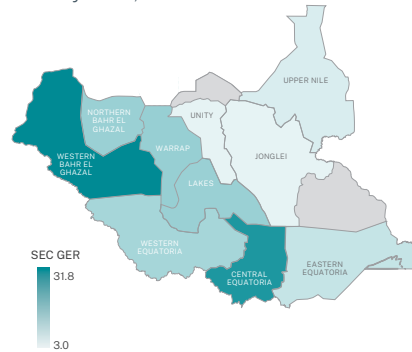 UPPER NILE
NORTHERN
BAHR EL
GHAZAL
UNITY
WARRAP
JONGLEI
WESTERN
BAHR EL
GHAZAL
LAKES
WESTERN
EQUATORIA
CENTRAL
EQUATORIA
EASTERN
EQUATORIA
SEC GER
31.8
3.0